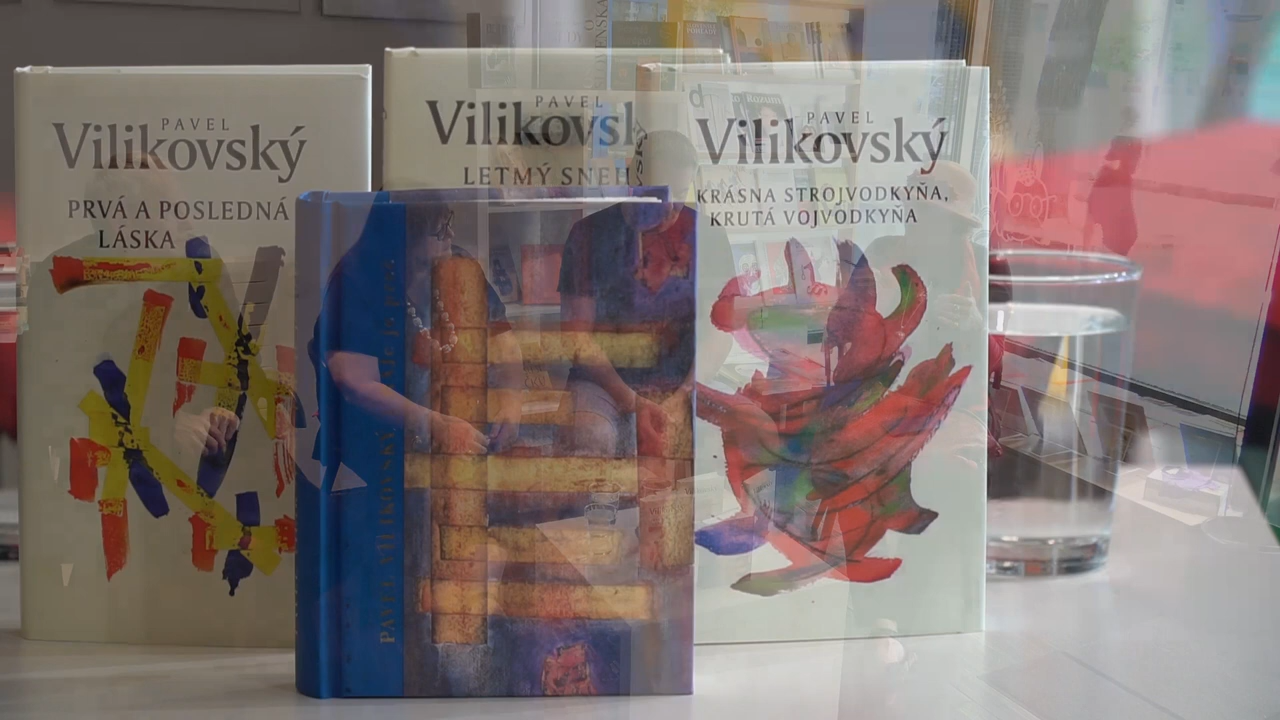 PAVEL
Vilikovský
PRVÁ A POSLEDNÁ
LÁSKA
PAVEL
Vilikovsk
LETMÝ SNEH
PAVEL
Vilikovský
KRÁSNA STROJVODKYŇA,
KRUTÁ VOJVODKYŇA
PAVEL VILIKOVSKÝ